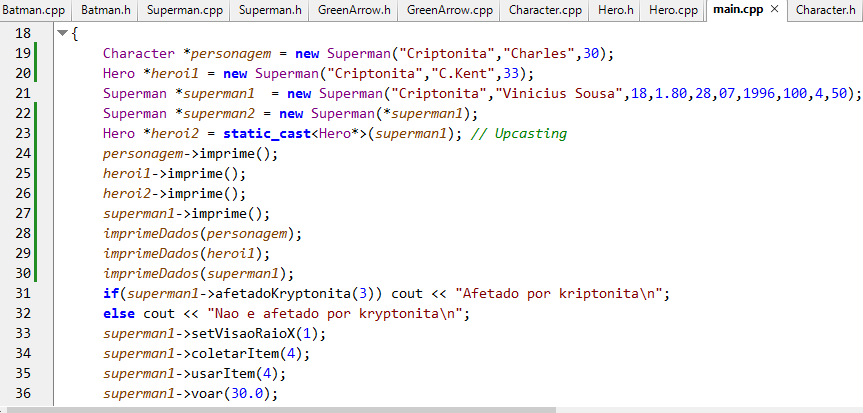 Batman.cpp Batman.h Superman.cpp Superman.h GreenArrow.h GreenArrow.cpp Character.cpp Hero.h Hero.cpp main.cpp Character.h
18 {
19 Character *personagem = new Superman("Criptonita","Charles",30);
20 Hero *heroi1 = new Superman("Criptonita","C.Kent",33);
21 Superman *superman1  = new Superman("Criptonita","Vinicius Sousa",18,1.80,28,07,1996,100,4,50);
22 Superman *superman2 = new Superman(*superman1);
23 Hero *heroi2 = static_cast<Hero*>(superman1); // Upcasting
24 personagem->imprime();
25 heroi1->imprime();
26 heroi2->imprime();
27 superman1->imprime();
28 imprimeDados(personagem);
29 imprimeDados(heroi1);
30 imprimeDados(superman1);
31 if(superman1->afetadoKryptonita(3)) cout << "Afetado por kriptonita\n";
32 else cout << "Nao e afetado por kryptonita\n";
33 superman1->setVisaoRaioX(1);
34 superman1->coletarItem(4);
35 superman1->usarItem(4);
36 superman1->voar(30.0);